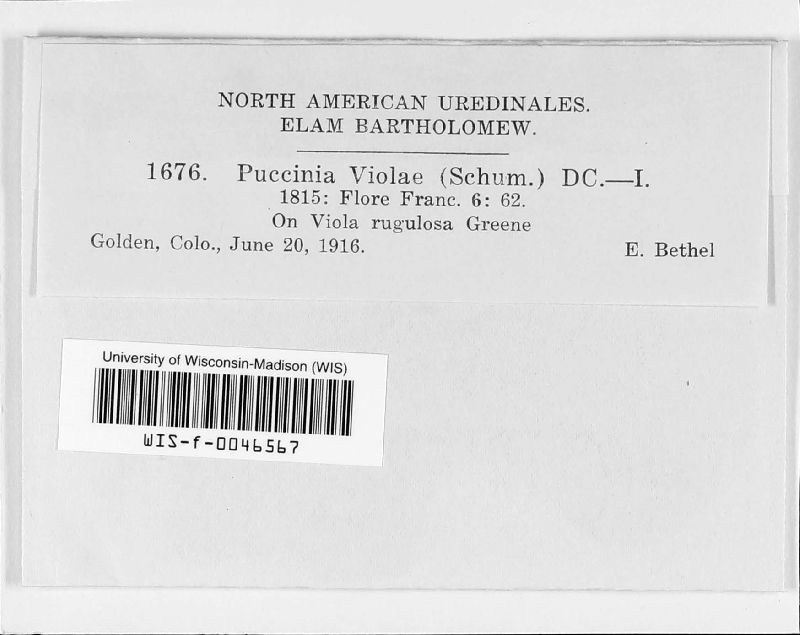 NORTH AMERICAN UREDINALES.
ELAM BARTHOLOMEW.
1676. Puccinia Violae (Schum.) DC.—I.
1815: Flore Franc. 6: 62.
On Viola rugulosa Greene
Golden, Colo., June 20, 1916. E. Bethel
University of Wisconsin-Madison (WIS)
WIS-f-0046567